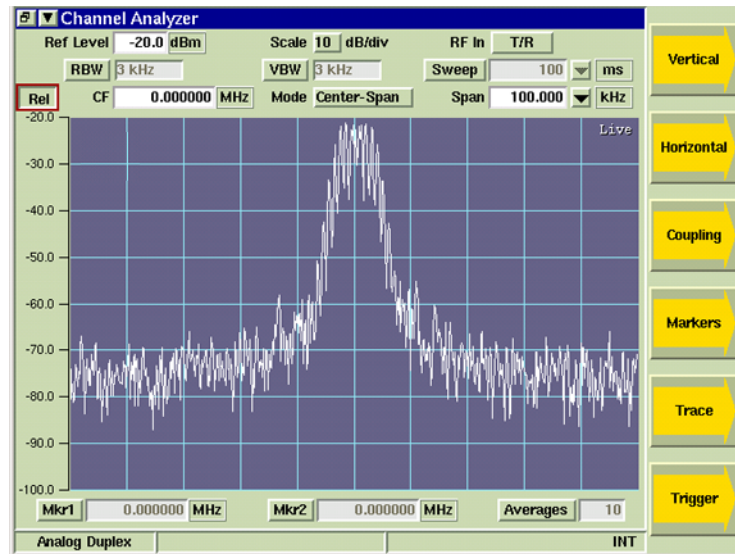 Channel Analyzer
Ref Level -20.0 dBm Scale 10 dB/div RF In T/R
RBW 3 kHz VBW 3 kHz Sweep 100 ms
Rel CF 0.000000 MHz Mode Center-Span Span 100.000 kHz
Live
-20.0
-30.0
-40.0
-50.0
-60.0
-70.0
-80.0
-90.0
-100.0
Mkr1 0.000000 MHz Mkr2 0.000000 MHz Averages 10
Analog Duplex INT
Vertical
Horizontal
Coupling
Markers
Trace
Trigger